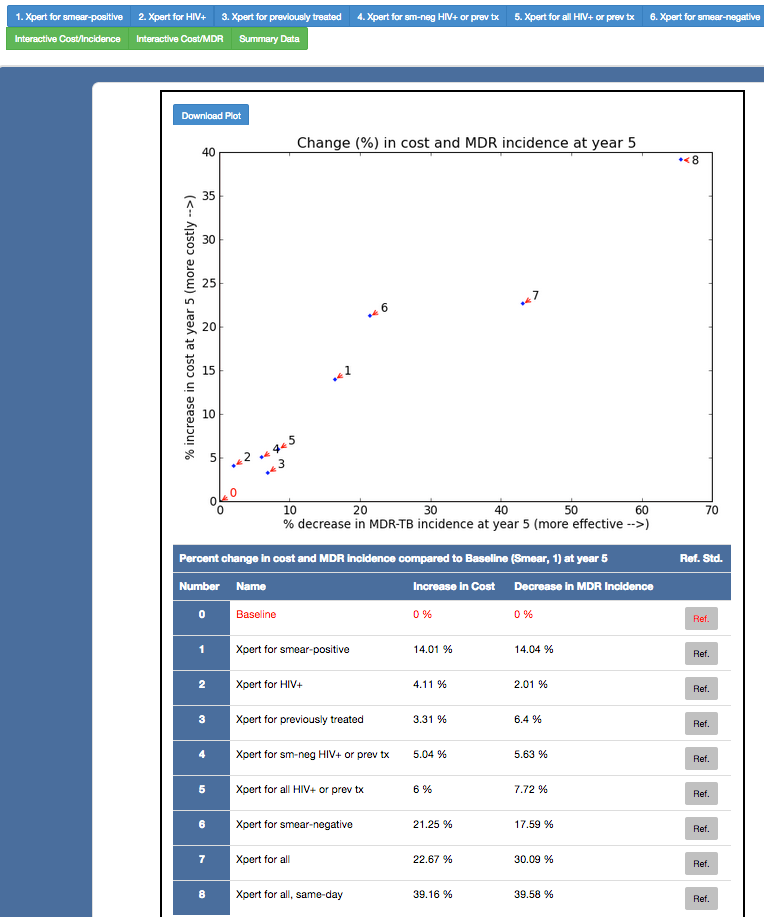 1. Xpert for smear-positive 2. Xpert for HIV+ 3. Xpert for previously treated 4. Xpert for sm-neg HIV+ or prev tx 5. Xpert for all HIV+ or prev tx 6. Xpert for smear-negative
Interactive Cost/Incidence Interactive Cost/MDR Summary Data
Download Plot
Change (%) in cost and MDR incidence at year 5
% increase in cost at year 5 (more costly -->)
40
35
30
25
20
15
10
5
0
8
7
6
1
5
4
3
2
0
0 10 20 30 40 50 60 70
% decrease in MDR-TB incidence at year 5 (more effective -->)
Percent change in cost and MDR Incidence compared to Baseline (Smear, 1) at year 5 Ref. Std.
Number Name Increase in Cost Decrease in MDR Incidence
0 Baseline 0 % 0 % Ref.
1 Xpert for smear-positive 14.01 % 14.04 % Ref.
2 Xpert for HIV+ 4.11 % 2.01 % Ref.
3 Xpert for previously treated 3.31 % 6.4 % Ref.
4 Xpert for sm-neg HIV+ or prev tx 5.04 % 5.63 % Ref.
5 Xpert for all HIV+ or prev tx 6 % 7.72 % Ref.
6 Xpert for smear-negative 21.25 % 17.59 % Ref.
7 Xpert for all 22.67 % 30.09 % Ref.
8 Xpert for all, same-day 39.16 % 39.58 % Ref.